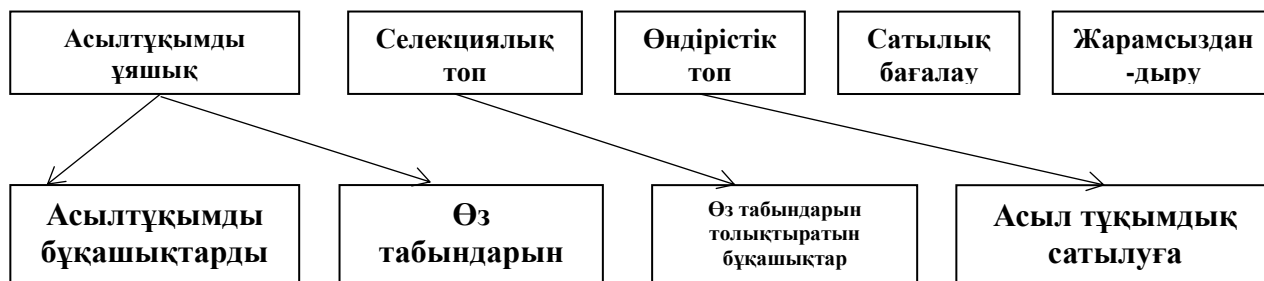 Асылтұқымды
ұяшық
Селекциялық
топ
Өндірістік
топ
Сатылық
бағалау
Жарамсыздан
-дыру
Асылтұқымды
бұқашықтарды
Өз
табындарын
Өз табындарын
толықтыратын
бұқашықтар
Асыл тұқымдық
сатылуға